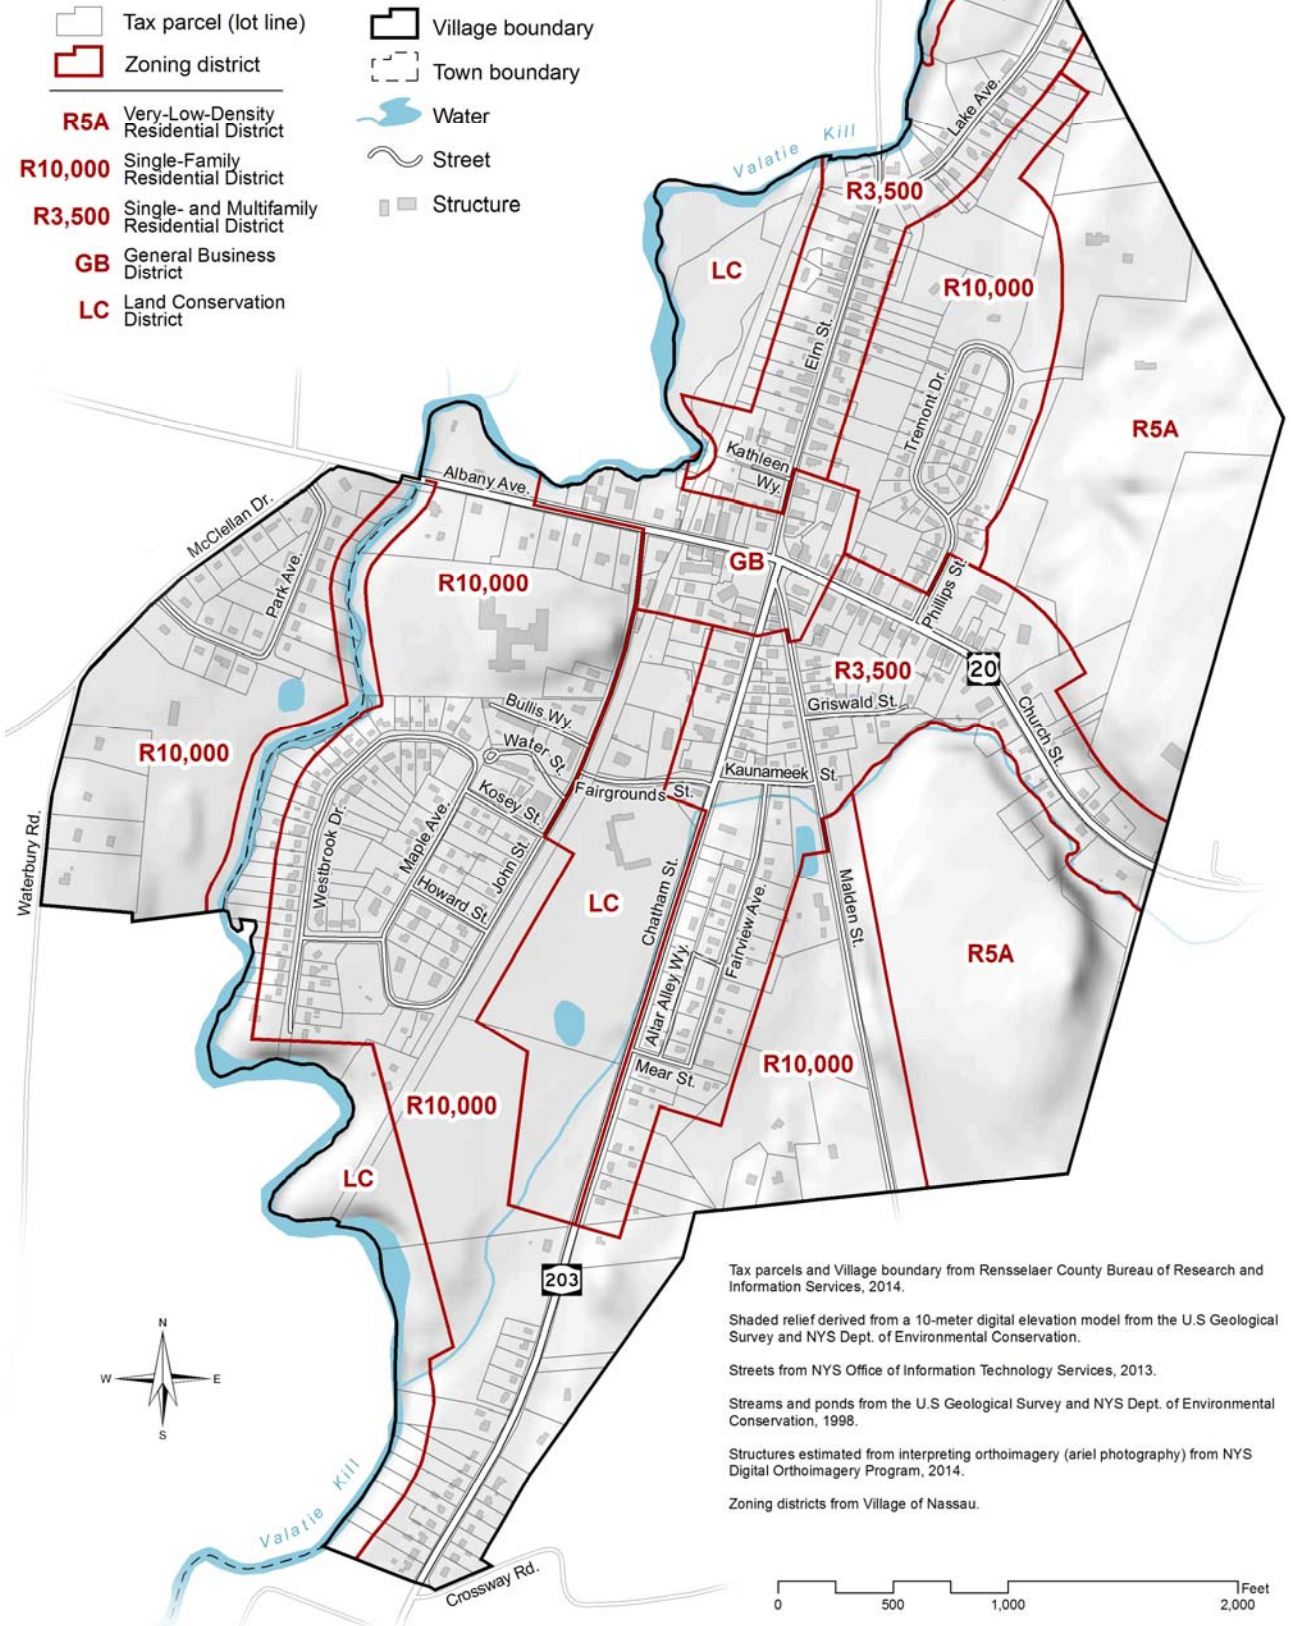 Tax parcel (lot line)
Zoning district
R5A Very-Low-Density
Residential District
R10,000 Single-Family
Residential District
R3,500 Single- and Multifamily
Residential District
GB General Business
District
LC Land Conservation
District
Village boundary
Town boundary
Water
Street
Structure
Valatie Kill
Lake Ave.
R3,500
LC
R10,000
Elm St.
Tremont Dr.
R5A
Kathleen
Wy.
Albany Ave.
McClellan Dr.
Park Ave.
R10,000
GB
Phillips St.
R3,500
20
Griswald St.
Church St.
Bullis Wy.
Water St.
R10,000
Kaunameek St.
Fairgrounds St.
Kosey St.
Westbrook Dr.
Maple Ave.
John St.
Howard St.
Waterbury Rd.
LC
Chatham St.
Malden St.
Fairview Ave.
R5A
Altar Alley Wy.
Mear St.
R10,000
R10,000
LC
203
N
W E
S
Valatie Kill
Crossway Rd.
Tax parcels and Village boundary from Rensselaer County Bureau of Research and
Information Services, 2014.
Shaded relief derived from a 10-meter digital elevation model from the U.S Geological
Survey and NYS Dept. of Environmental Conservation.
Streets from NYS Office of Information Technology Services, 2013.
Streams and ponds from the U.S Geological Survey and NYS Dept. of Environmental
Conservation, 1998.
Structures estimated from interpreting orthoimagery (ariel photography) from NYS
Digital Orthoimagery Program, 2014.
Zoning districts from Village of Nassau.
Feet
0 500 1,000 2,000